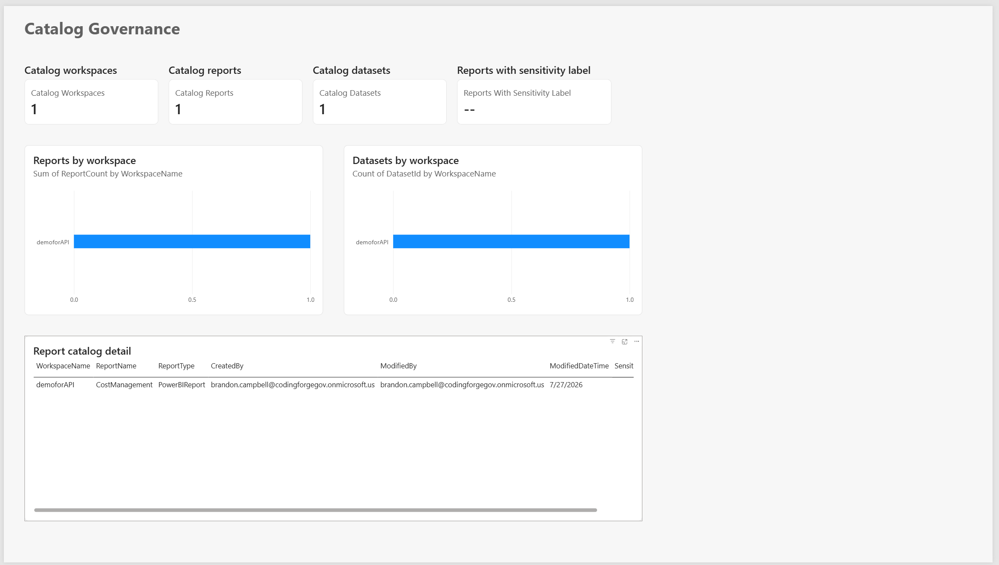 Catalog Governance
Catalog workspaces
Catalog reports
Catalog datasets
Reports with sensitivity label
Catalog Workspaces
1
Catalog Reports
1
Catalog Datasets
1
Reports With Sensitivity Label
--
Reports by workspace
Sum of ReportCount by WorkspaceName
demoforAPI
0.0 0.5 1.0
Datasets by workspace
Count of DatasetId by WorkspaceName
demoforAPI
0.0 0.5 1.0
Report catalog detail
WorkspaceName ReportName ReportType CreatedBy ModifiedBy ModifiedDateTime Sensit
demoforAPI CostManagement PowerBIReport brandon.campbell@codingforgegov.onmicrosoft.us brandon.campbell@codingforgegov.onmicrosoft.us 7/27/2026